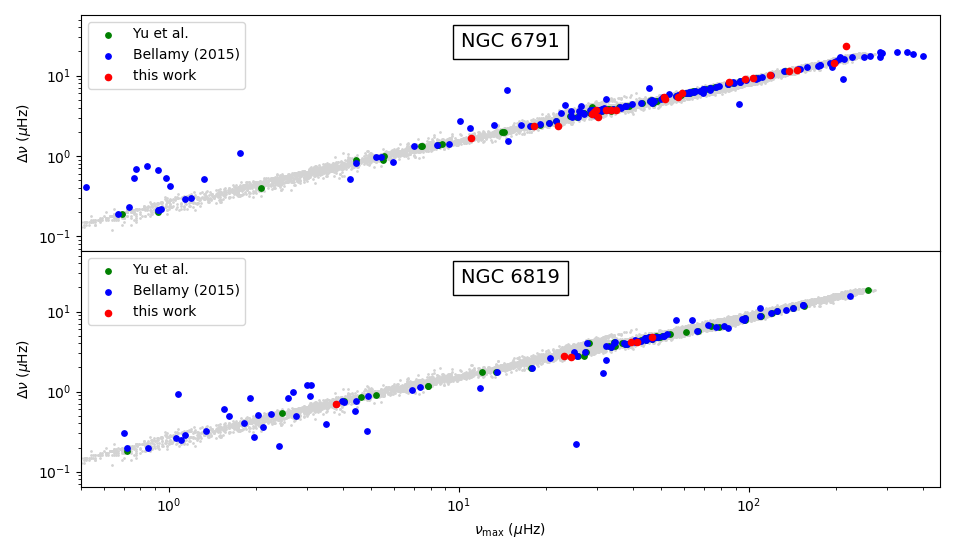 NGC 6791
Yu et al.
Bellamy (2015)
this work
10¹
10⁰
10⁻¹
Δν (μHz)
NGC 6819
Yu et al.
Bellamy (2015)
this work
10¹
10⁰
10⁻¹
Δν (μHz)
10⁰ 10¹ 10²
ν_max (μHz)